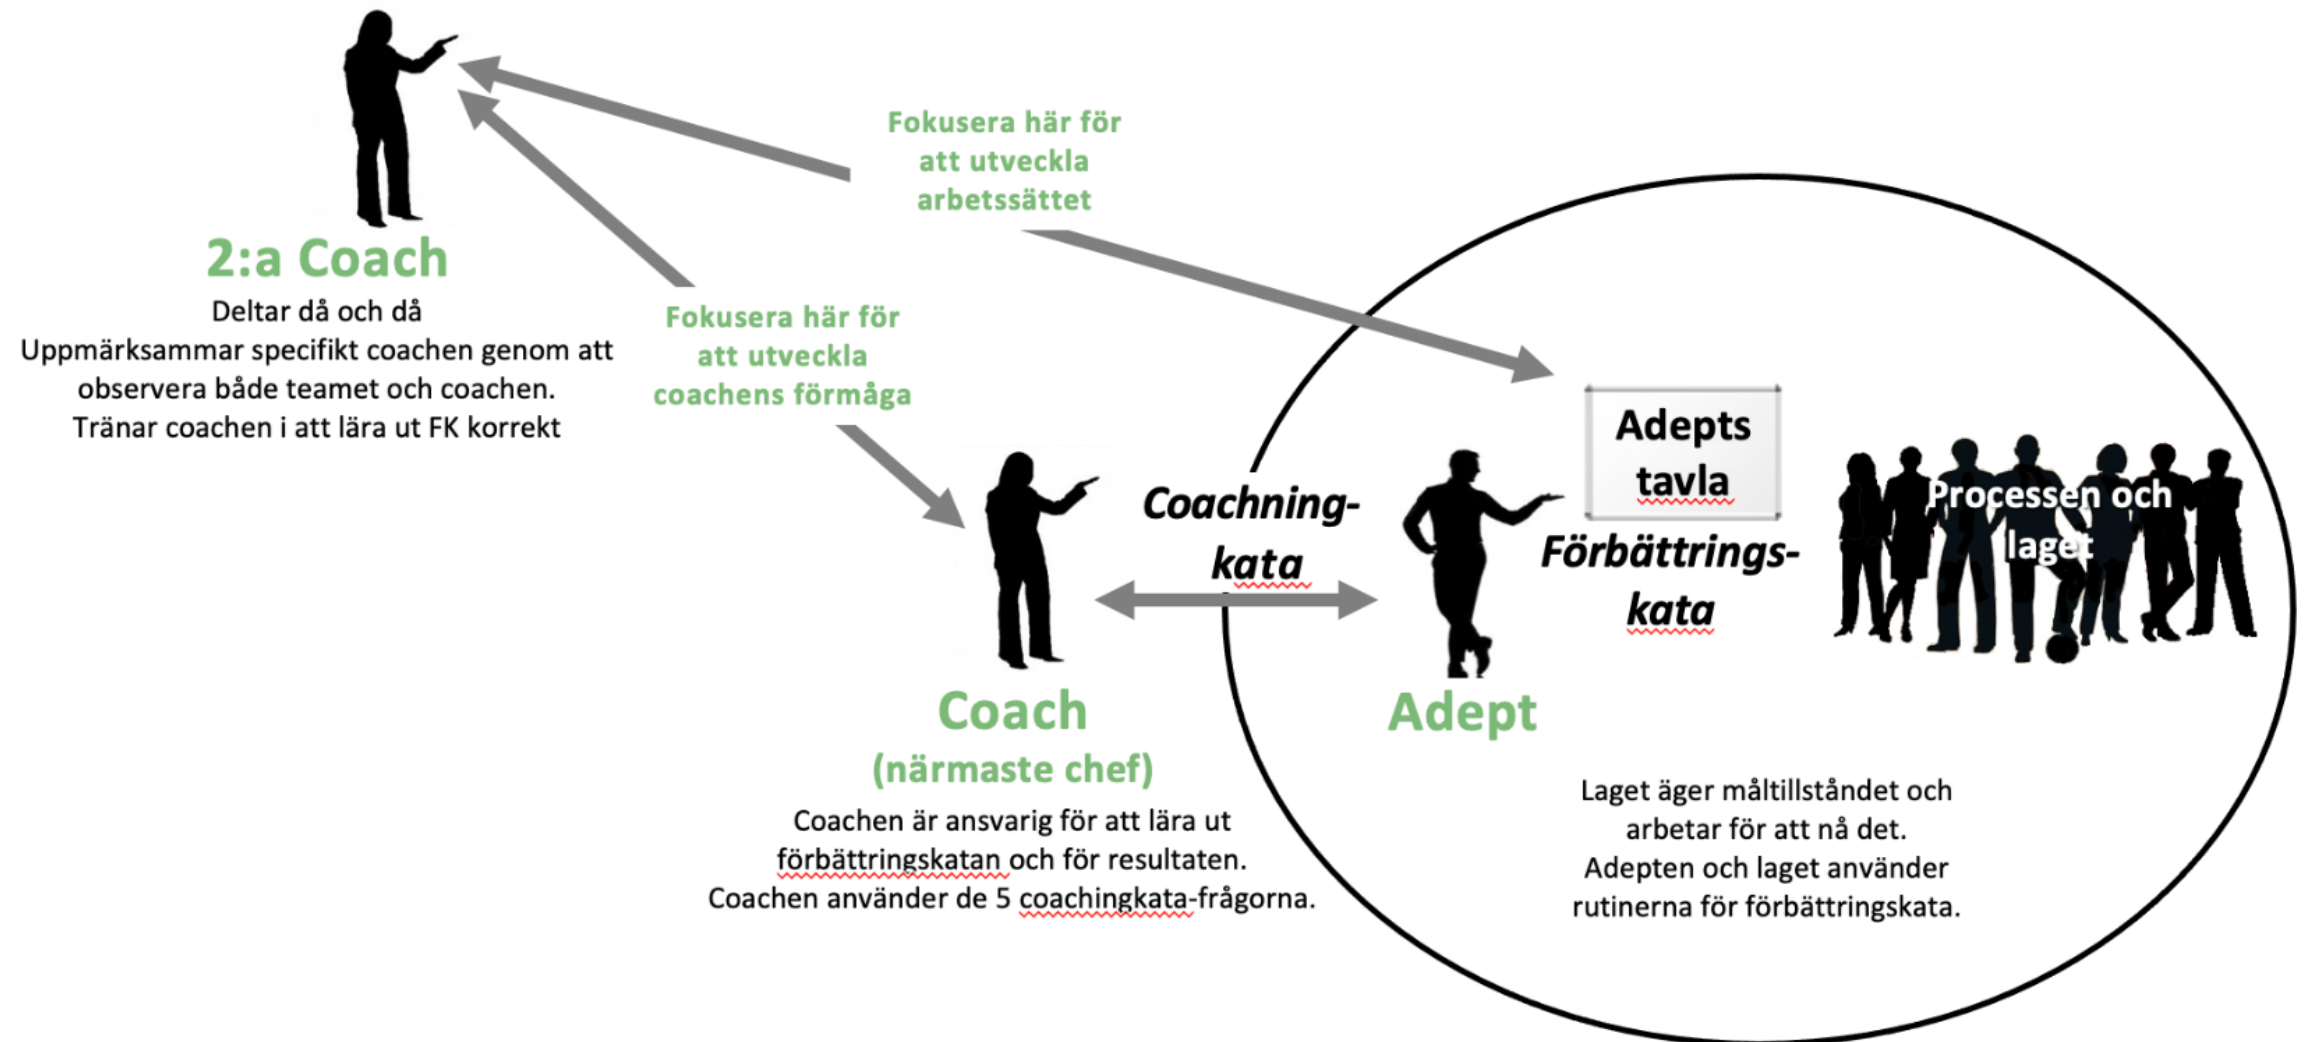 Fokusera här för
att utveckla
arbetssättet
2:a Coach
Deltar då och då
Uppmärksammar specifikt coachen genom att
observera både teamet och coachen.
Tränar coachen i att lära ut FK korrekt
Fokusera här för
att utveckla
coachens förmåga
Coachning-
kata
Adepts
tavla
Förbättrings-
kata
Processen och
laget
Coach
(närmaste chef)
Coachen är ansvarig för att lära ut
förbättringskatan och för resultaten.
Coachen använder de 5 coachingkata-frågorna.
Adept
Laget äger måltillståndet och
arbetar för att nå det.
Adepten och laget använder
rutinerna för förbättringskata.